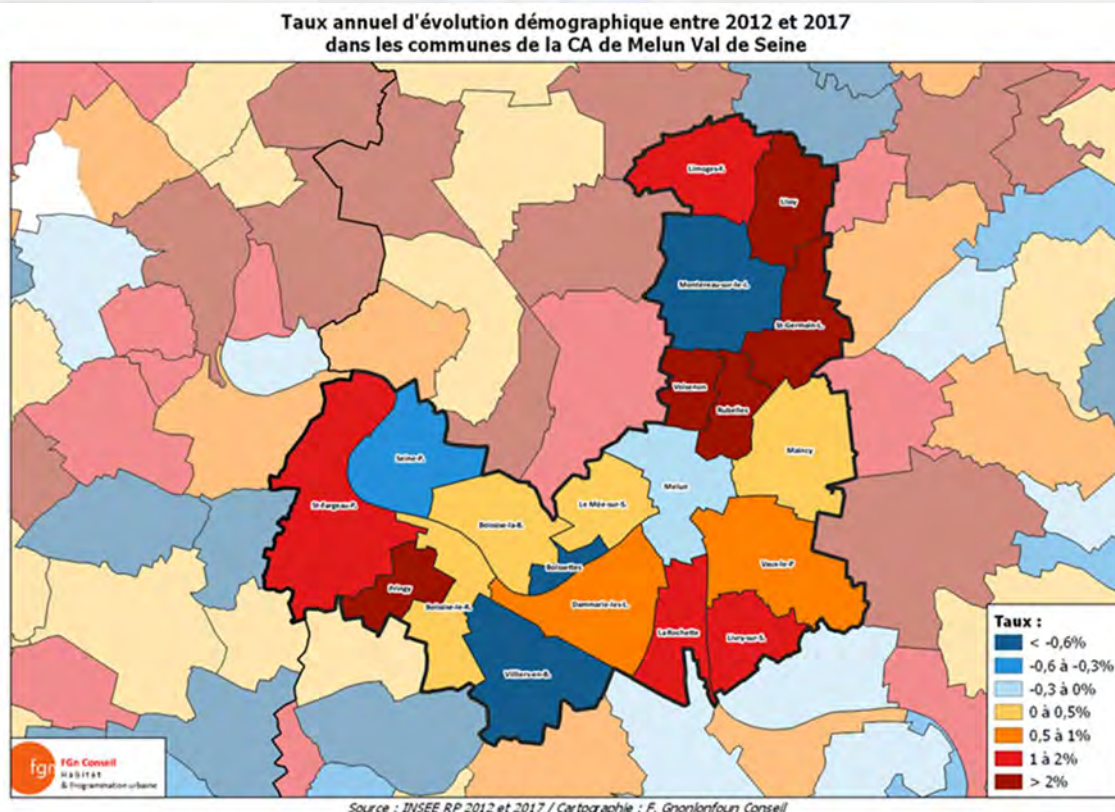 Taux annuel d'évolution démographique entre 2012 et 2017
dans les communes de la CA de Melun Val de Seine
Limoges-F.
Lissy
Montereau-sur-le-J.
St-Germain-L.
Voisenon
Rubelles
Maincy
Seine-P.
Melun
Le Mée-sur-S.
St-Fargeau-P.
Boissise-la-B.
Vaux-le-P.
Boissettes
Pringy
Boissise-le-R.
Dammarie-les-L.
La Rochette
Livry-sur-S.
Villiers-en-B.
Taux :
< -0,6%
-0,6 à -0,3%
-0,3 à 0%
0 à 0,5%
0,5 à 1%
1 à 2%
> 2%
fgn
FGn Conseil
Habitat
& Programmation urbaine
Source : INSEE RP 2012 et 2017 / Cartographie : F. Gnonlonfoun Conseil